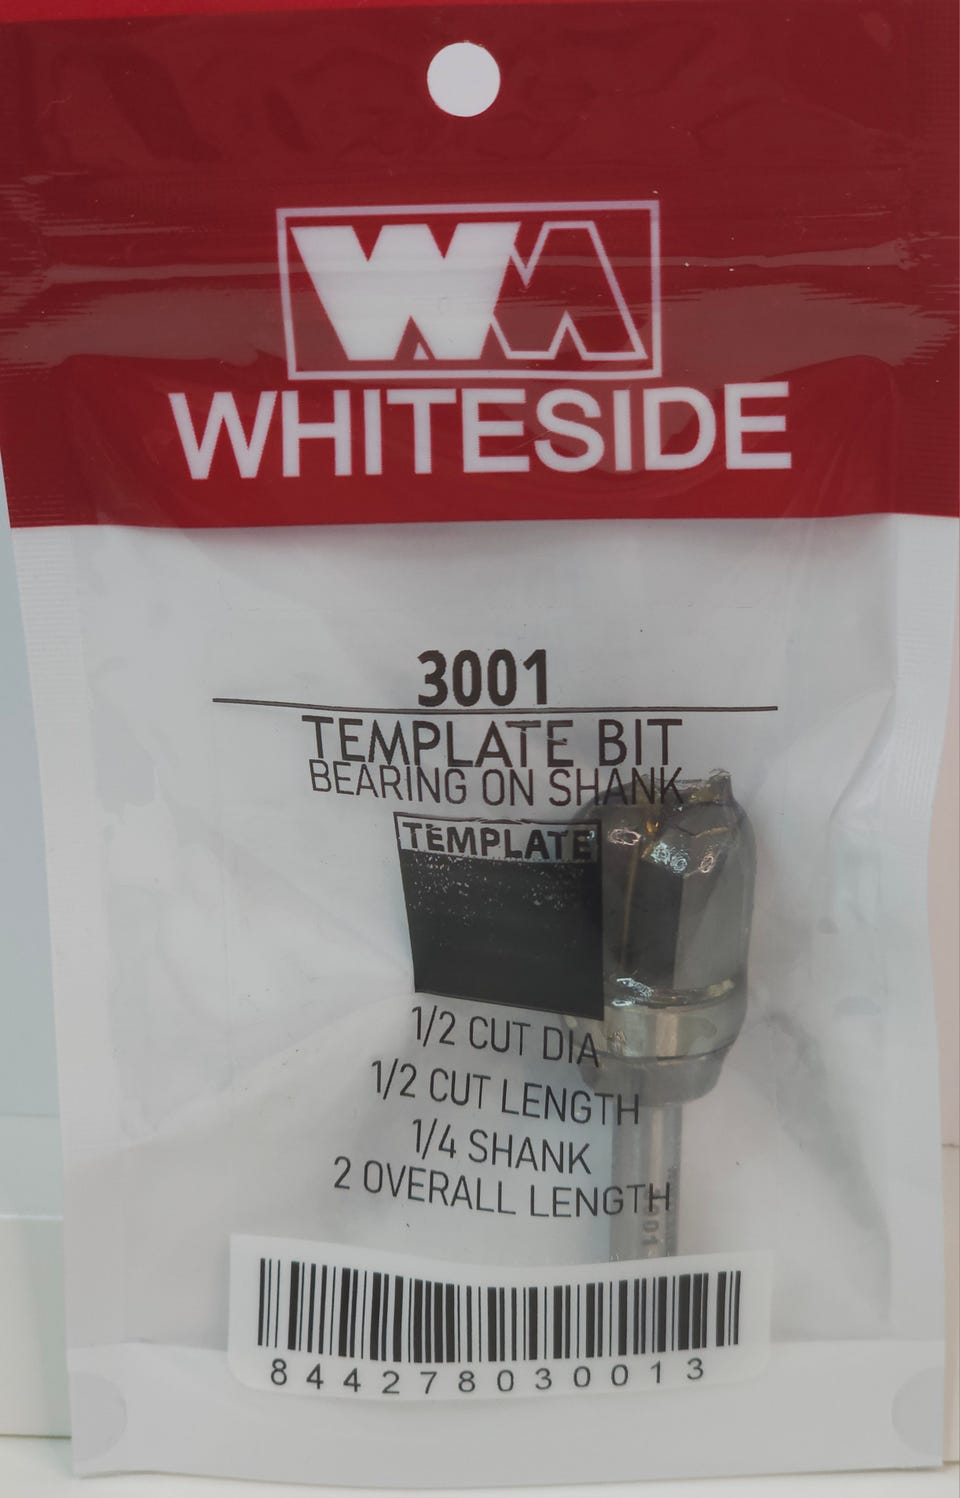 WM
WHITESIDE
3001
TEMPLATE BIT
BEARING ON SHANK
TEMPLATE
1/2 CUT DIA
1/2 CUT LENGTH
1/4 SHANK
2 OVERALL LENGTH
844278030013